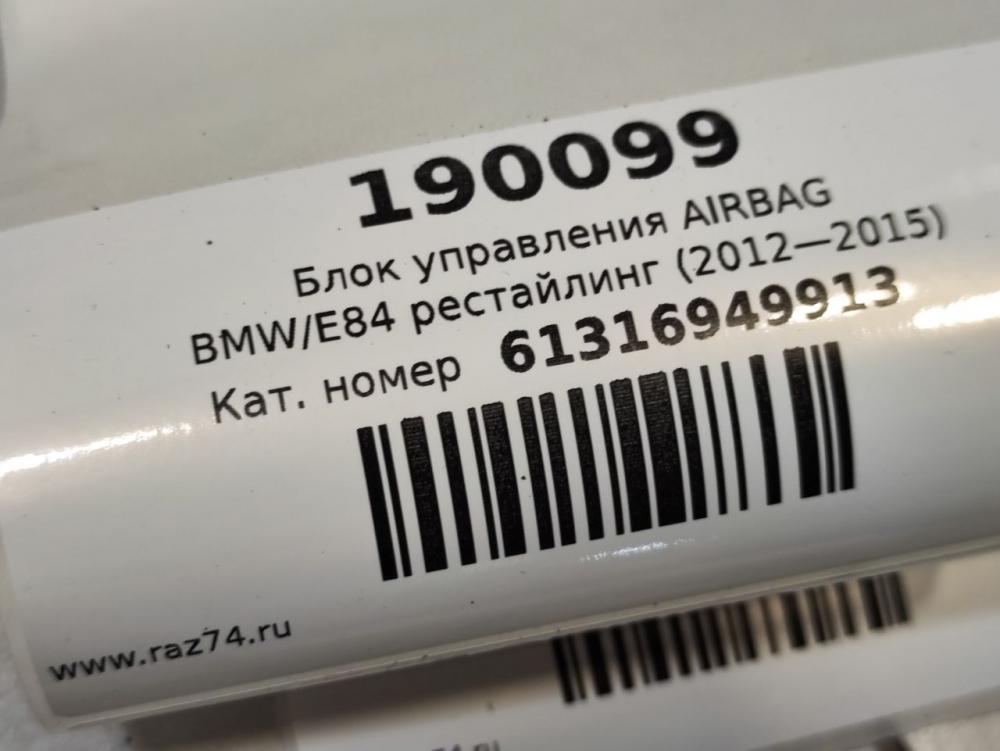 190099
Блок управления AIRBAG
BMW/E84 рестайлинг (2012—2015)
Кат. номер 61316949913
www.raz74.ru